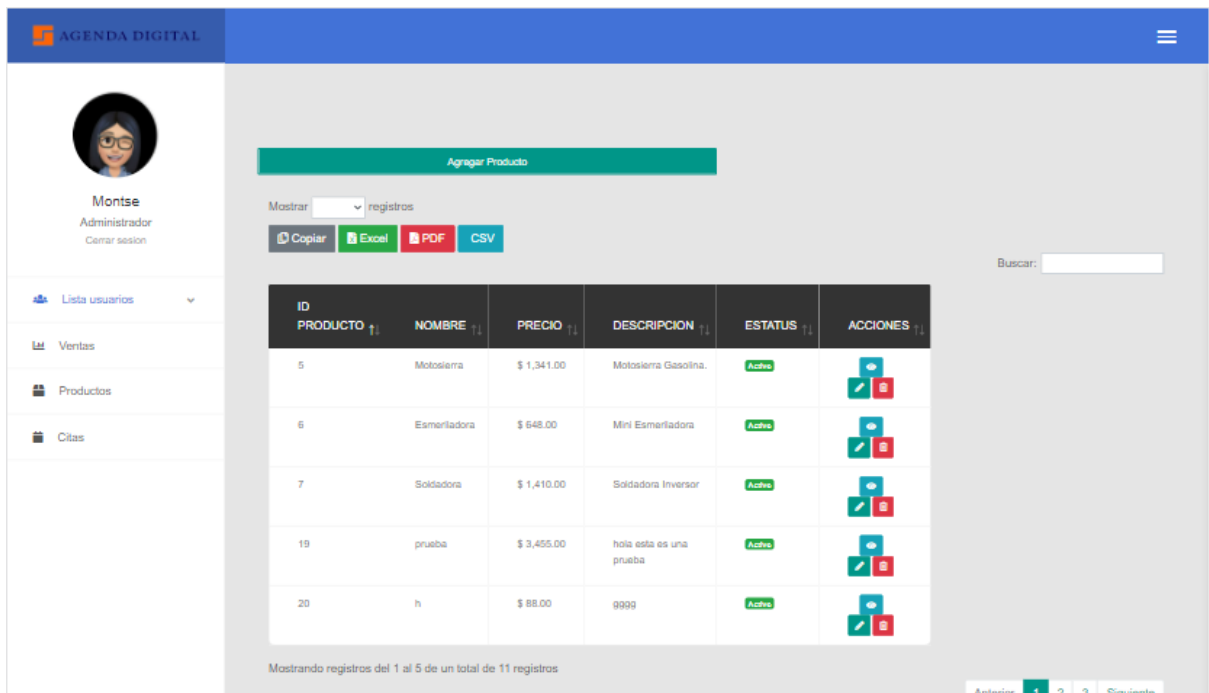 AGENDA DIGITAL
Montse
Administrador
Cerrar sesion
Lista usuarios
Ventas
Productos
Citas
Agregar Producto
Mostrar registros
Copiar Excel PDF CSV
Buscar:
ID
PRODUCTO NOMBRE PRECIO DESCRIPCION ESTATUS ACCIONES
5 Motosierra $ 1,341.00 Motosierra Gasolina. Activo
6 Esmeriladora $ 648.00 Mini Esmeriladora Activo
7 Soldadora $ 1,410.00 Soldadora Inversor Activo
19 prueba $ 3,455.00 hola esta es una Activo
prueba
20 h $ 88.00 gggg Activo
Mostrando registros del 1 al 5 de un total de 11 registros
Anterior 1 2 3 Siguiente